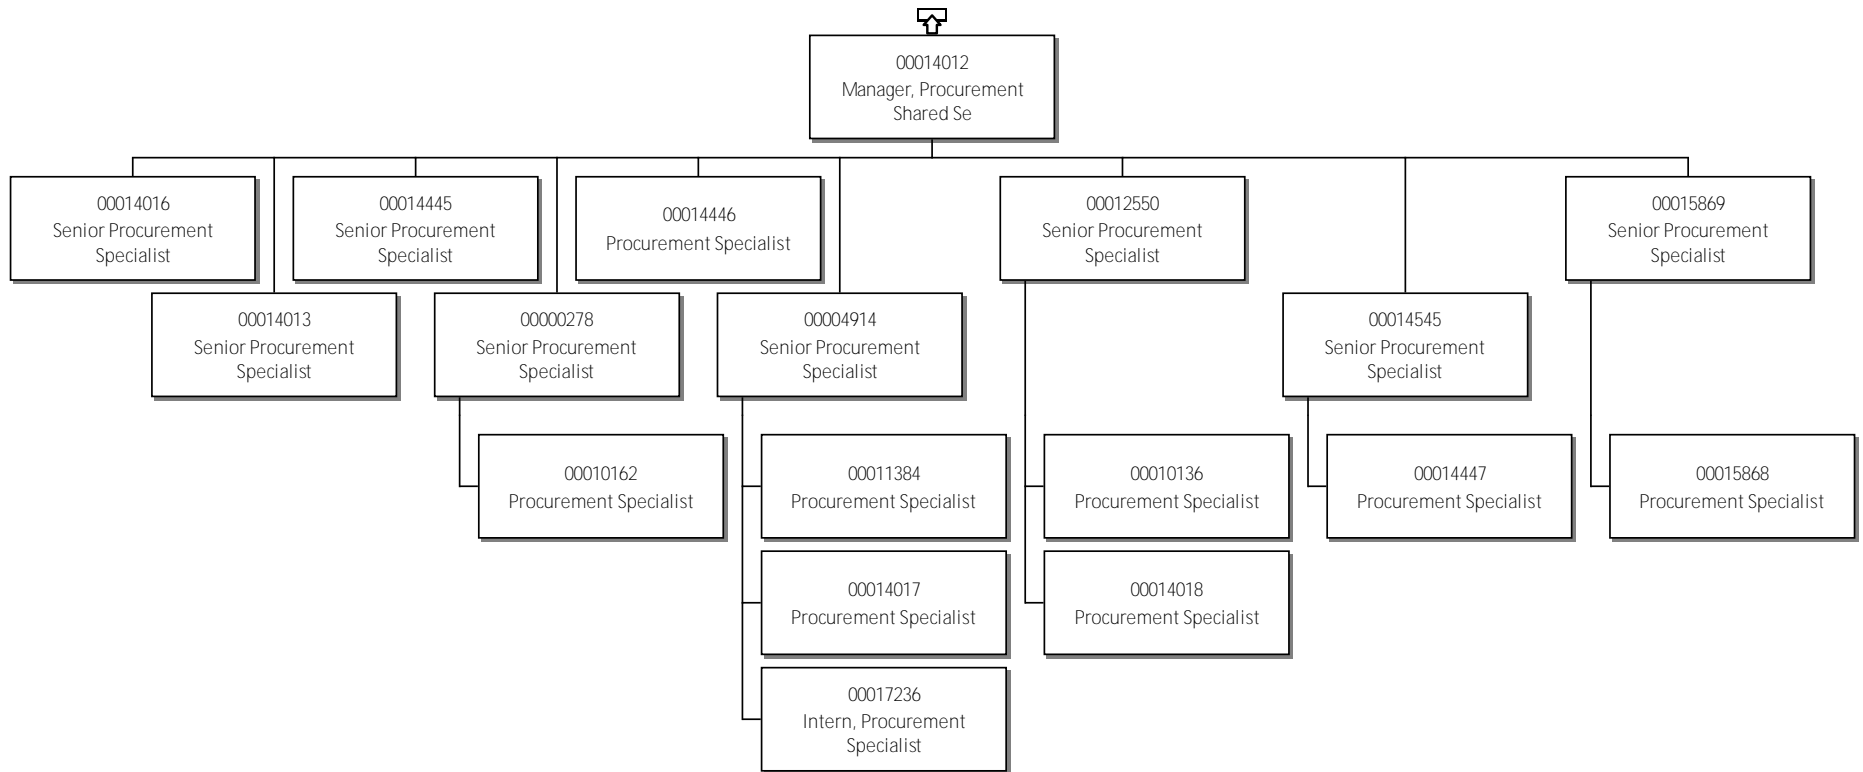 00014012
Manager, Procurement
Shared Se
00014016
Senior Procurement
Specialist
00014445
Senior Procurement
Specialist
00014446
Procurement Specialist
00012550
Senior Procurement
Specialist
00015869
Senior Procurement
Specialist
00014013
Senior Procurement
Specialist
00000278
Senior Procurement
Specialist
00004914
Senior Procurement
Specialist
00014545
Senior Procurement
Specialist
00010162
Procurement Specialist
00011384
Procurement Specialist
00010136
Procurement Specialist
00014447
Procurement Specialist
00015868
Procurement Specialist
00014017
Procurement Specialist
00014018
Procurement Specialist
00017236
Intern, Procurement
Specialist